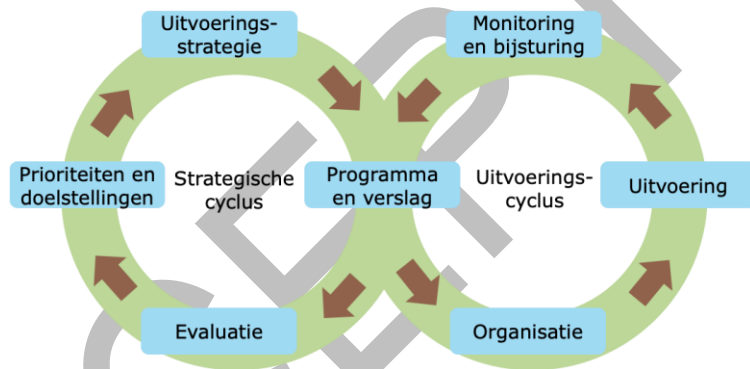 Uitvoerings-
strategie
Monitoring
en bijsturing
Prioriteiten en
doelstellingen
Strategische
cyclus
Programma
en verslag
Uitvoerings-
cyclus
Uitvoering
Evaluatie
Organisatie